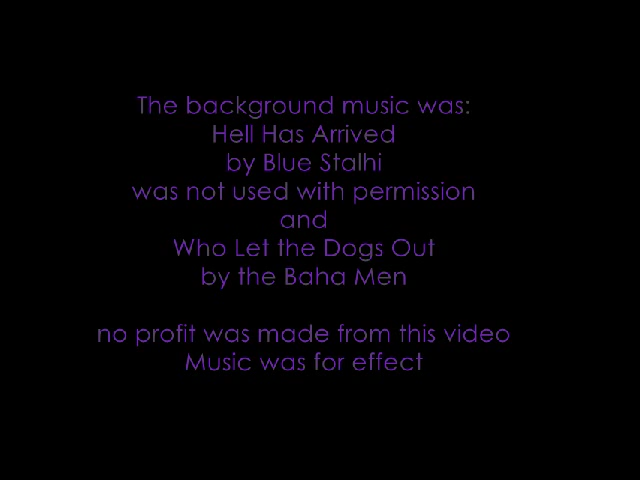 The background music was:
Hell Has Arrived
by Blue Stalhi
was not used with permission
and
Who Let the Dogs Out
by the Baha Men
no profit was made from this video
Music was for effect